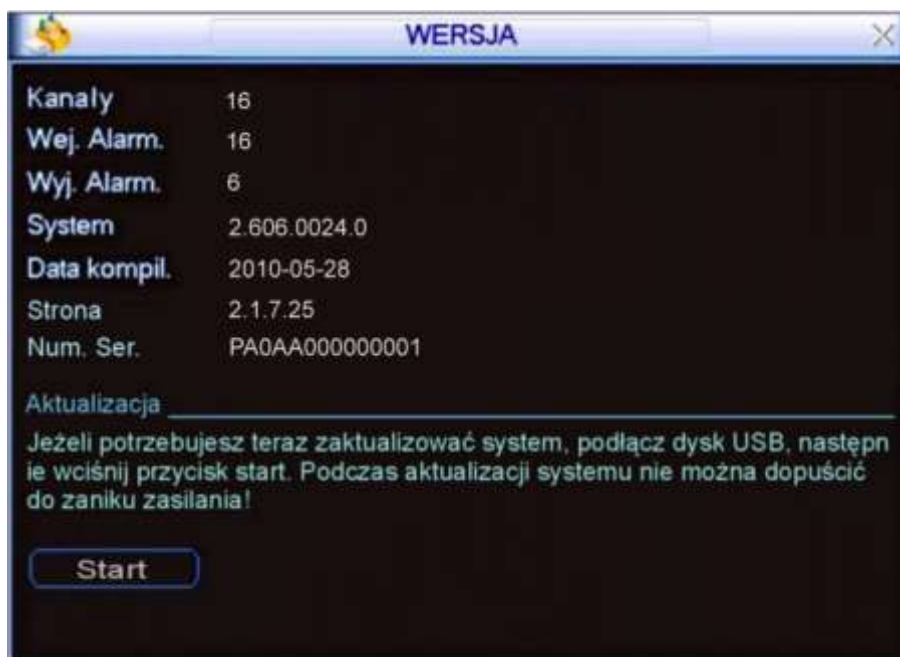 WERSJA
Kanały 16
Wej. Alarm. 16
Wyj. Alarm. 6
System 2.606.0024.0
Data kompil. 2010-05-28
Strona 2.1.7.25
Num. Ser. PA0AA000000001
Aktualizacja
Jeżeli potrzebujesz teraz zaktualizować system, podłącz dysk USB, następn
ie wciśnij przycisk start. Podczas aktualizacji systemu nie można dopuścić
do zaniku zasilania!
Start